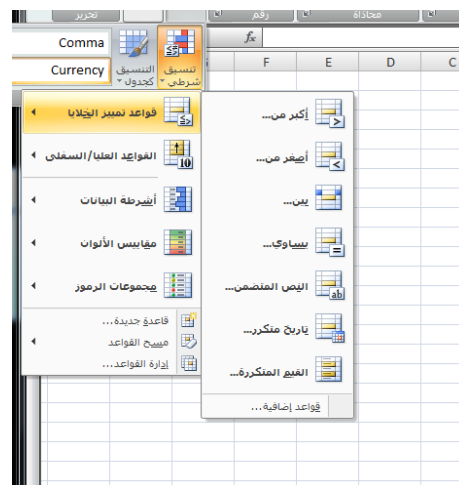 محاذاة
رقم
تحرير
fx
Comma
Currency
تنسيق شرطي
التنسيق كجدول
F E D C
قواعد تمييز الخلايا
القواعد العليا/السفلى
10
أشرطة البيانات
مقاييس الألوان
مجموعات الرموز
قاعدة جديدة...
مسح القواعد
إدارة القواعد...
أكبر من...
أصغر من...
بين...
يساوي...
النص المتضمن...
ab
تاريخ متكرر...
القيم المتكررة...
قواعد إضافية...